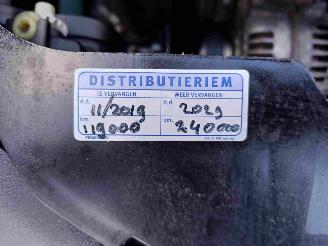 DISTRIBUTIERIEM
IS VERVANGEN WEER VERVANGEN
d.d. 11/2019 d.d. 2029
km. 119000 km. 240000